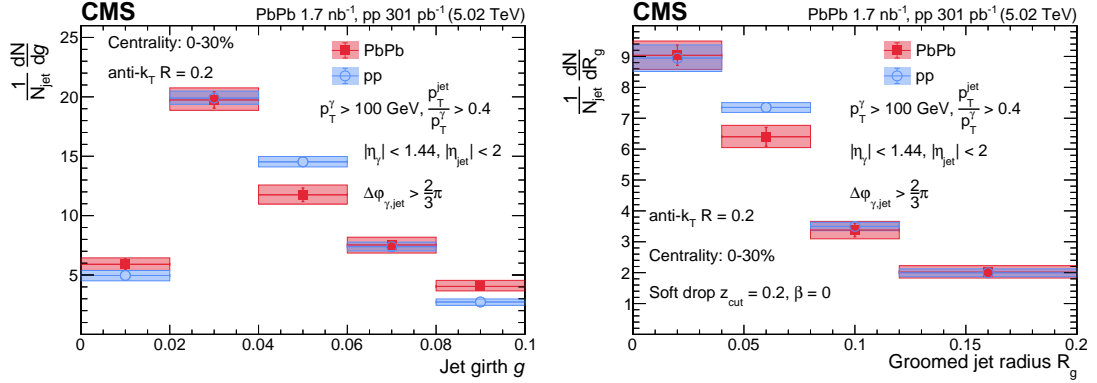 CMS PbPb 1.7 nb⁻¹, pp 301 pb⁻¹ (5.02 TeV)
1/N_jet dN/dg
25
20
15
10
5
Centrality: 0-30%
anti-k_T R = 0.2
PbPb
pp
p_T^γ > 100 GeV, p_T^jet/p_T^γ > 0.4
|η_γ| < 1.44, |η_jet| < 2
Δφ_γ,jet > 2/3 π
0 0.02 0.04 0.06 0.08 0.1
Jet girth g
CMS PbPb 1.7 nb⁻¹, pp 301 pb⁻¹ (5.02 TeV)
1/N_jet dN/dR_g
9
8
7
6
5
4
3
2
1
PbPb
pp
p_T^γ > 100 GeV, p_T^jet/p_T^γ > 0.4
|η_γ| < 1.44, |η_jet| < 2
Δφ_γ,jet > 2/3 π
anti-k_T R = 0.2
Centrality: 0-30%
Soft drop z_cut = 0.2, β = 0
0 0.05 0.1 0.15 0.2
Groomed jet radius R_g